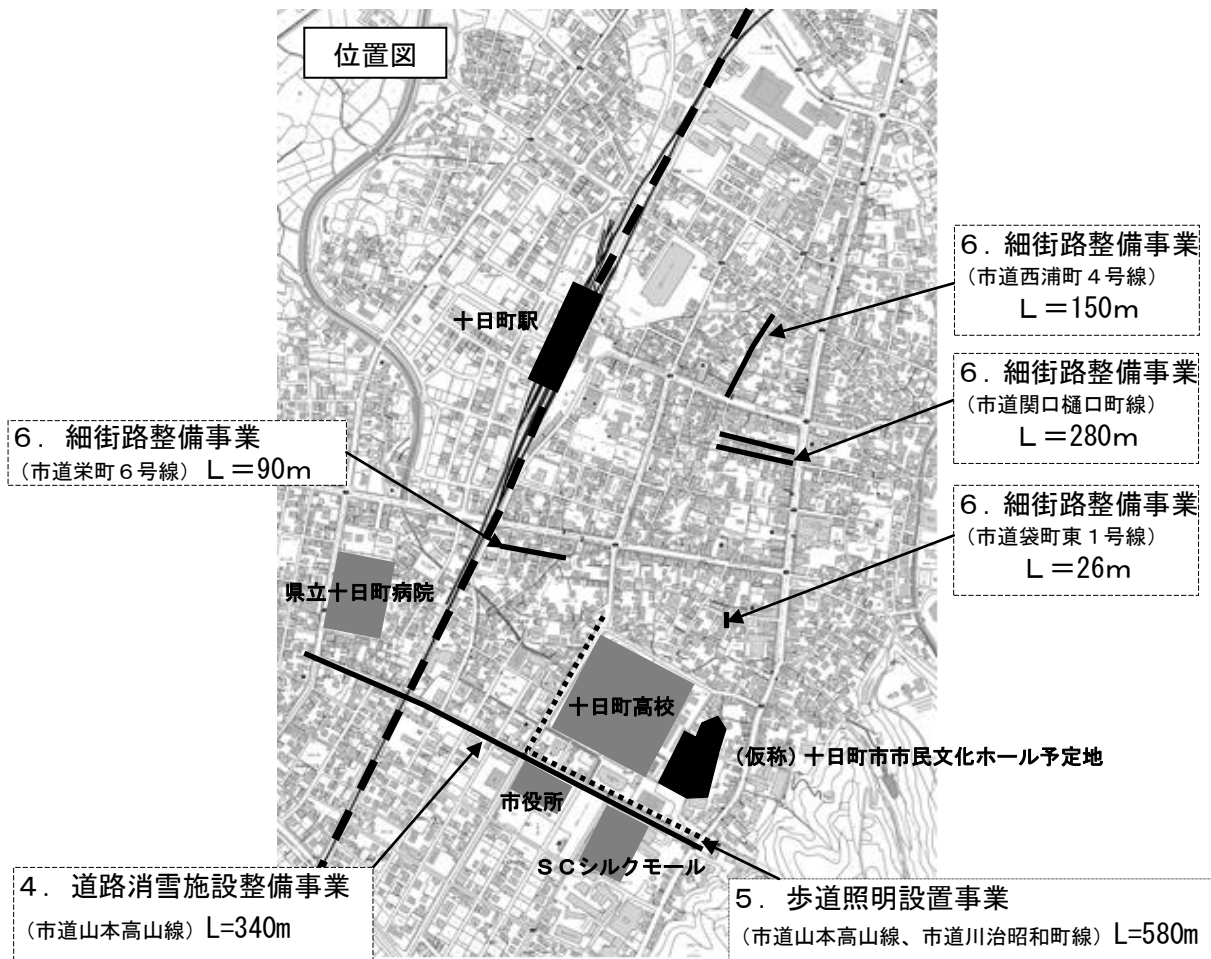 位置図
6．細街路整備事業
(市道西浦町４号線)
Ｌ＝150ｍ
十日町駅
6．細街路整備事業
(市道関口樋口町線)
Ｌ＝280ｍ
6．細街路整備事業
(市道栄町６号線) Ｌ＝90ｍ
6．細街路整備事業
(市道袋町東１号線)
Ｌ＝26ｍ
県立十日町病院
十日町高校
(仮称)十日町市市民文化ホール予定地
市役所
ＳＣシルクモール
4．道路消雪施設整備事業
(市道山本高山線) L=340m
5．歩道照明設置事業
(市道山本高山線、市道川治昭和町線) L=580m